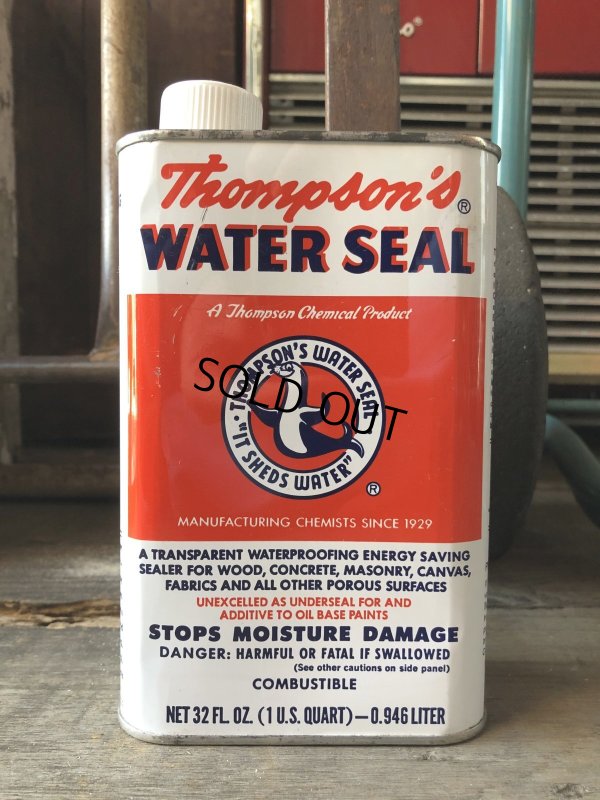 Thompson's ®
WATER SEAL
A Thompson Chemical Product
THOMPSON'S WATER SEAL
• "IT SHEDS WATER"
®
SOLD OUT
MANUFACTURING CHEMISTS SINCE 1929
A TRANSPARENT WATERPROOFING ENERGY SAVING
SEALER FOR WOOD, CONCRETE, MASONRY, CANVAS,
FABRICS AND ALL OTHER POROUS SURFACES
UNEXCELLED AS UNDERSEAL FOR AND
ADDITIVE TO OIL BASE PAINTS
STOPS MOISTURE DAMAGE
DANGER: HARMFUL OR FATAL IF SWALLOWED
(See other cautions on side panel)
COMBUSTIBLE
NET 32 FL. OZ. (1 U.S. QUART)—0.946 LITER